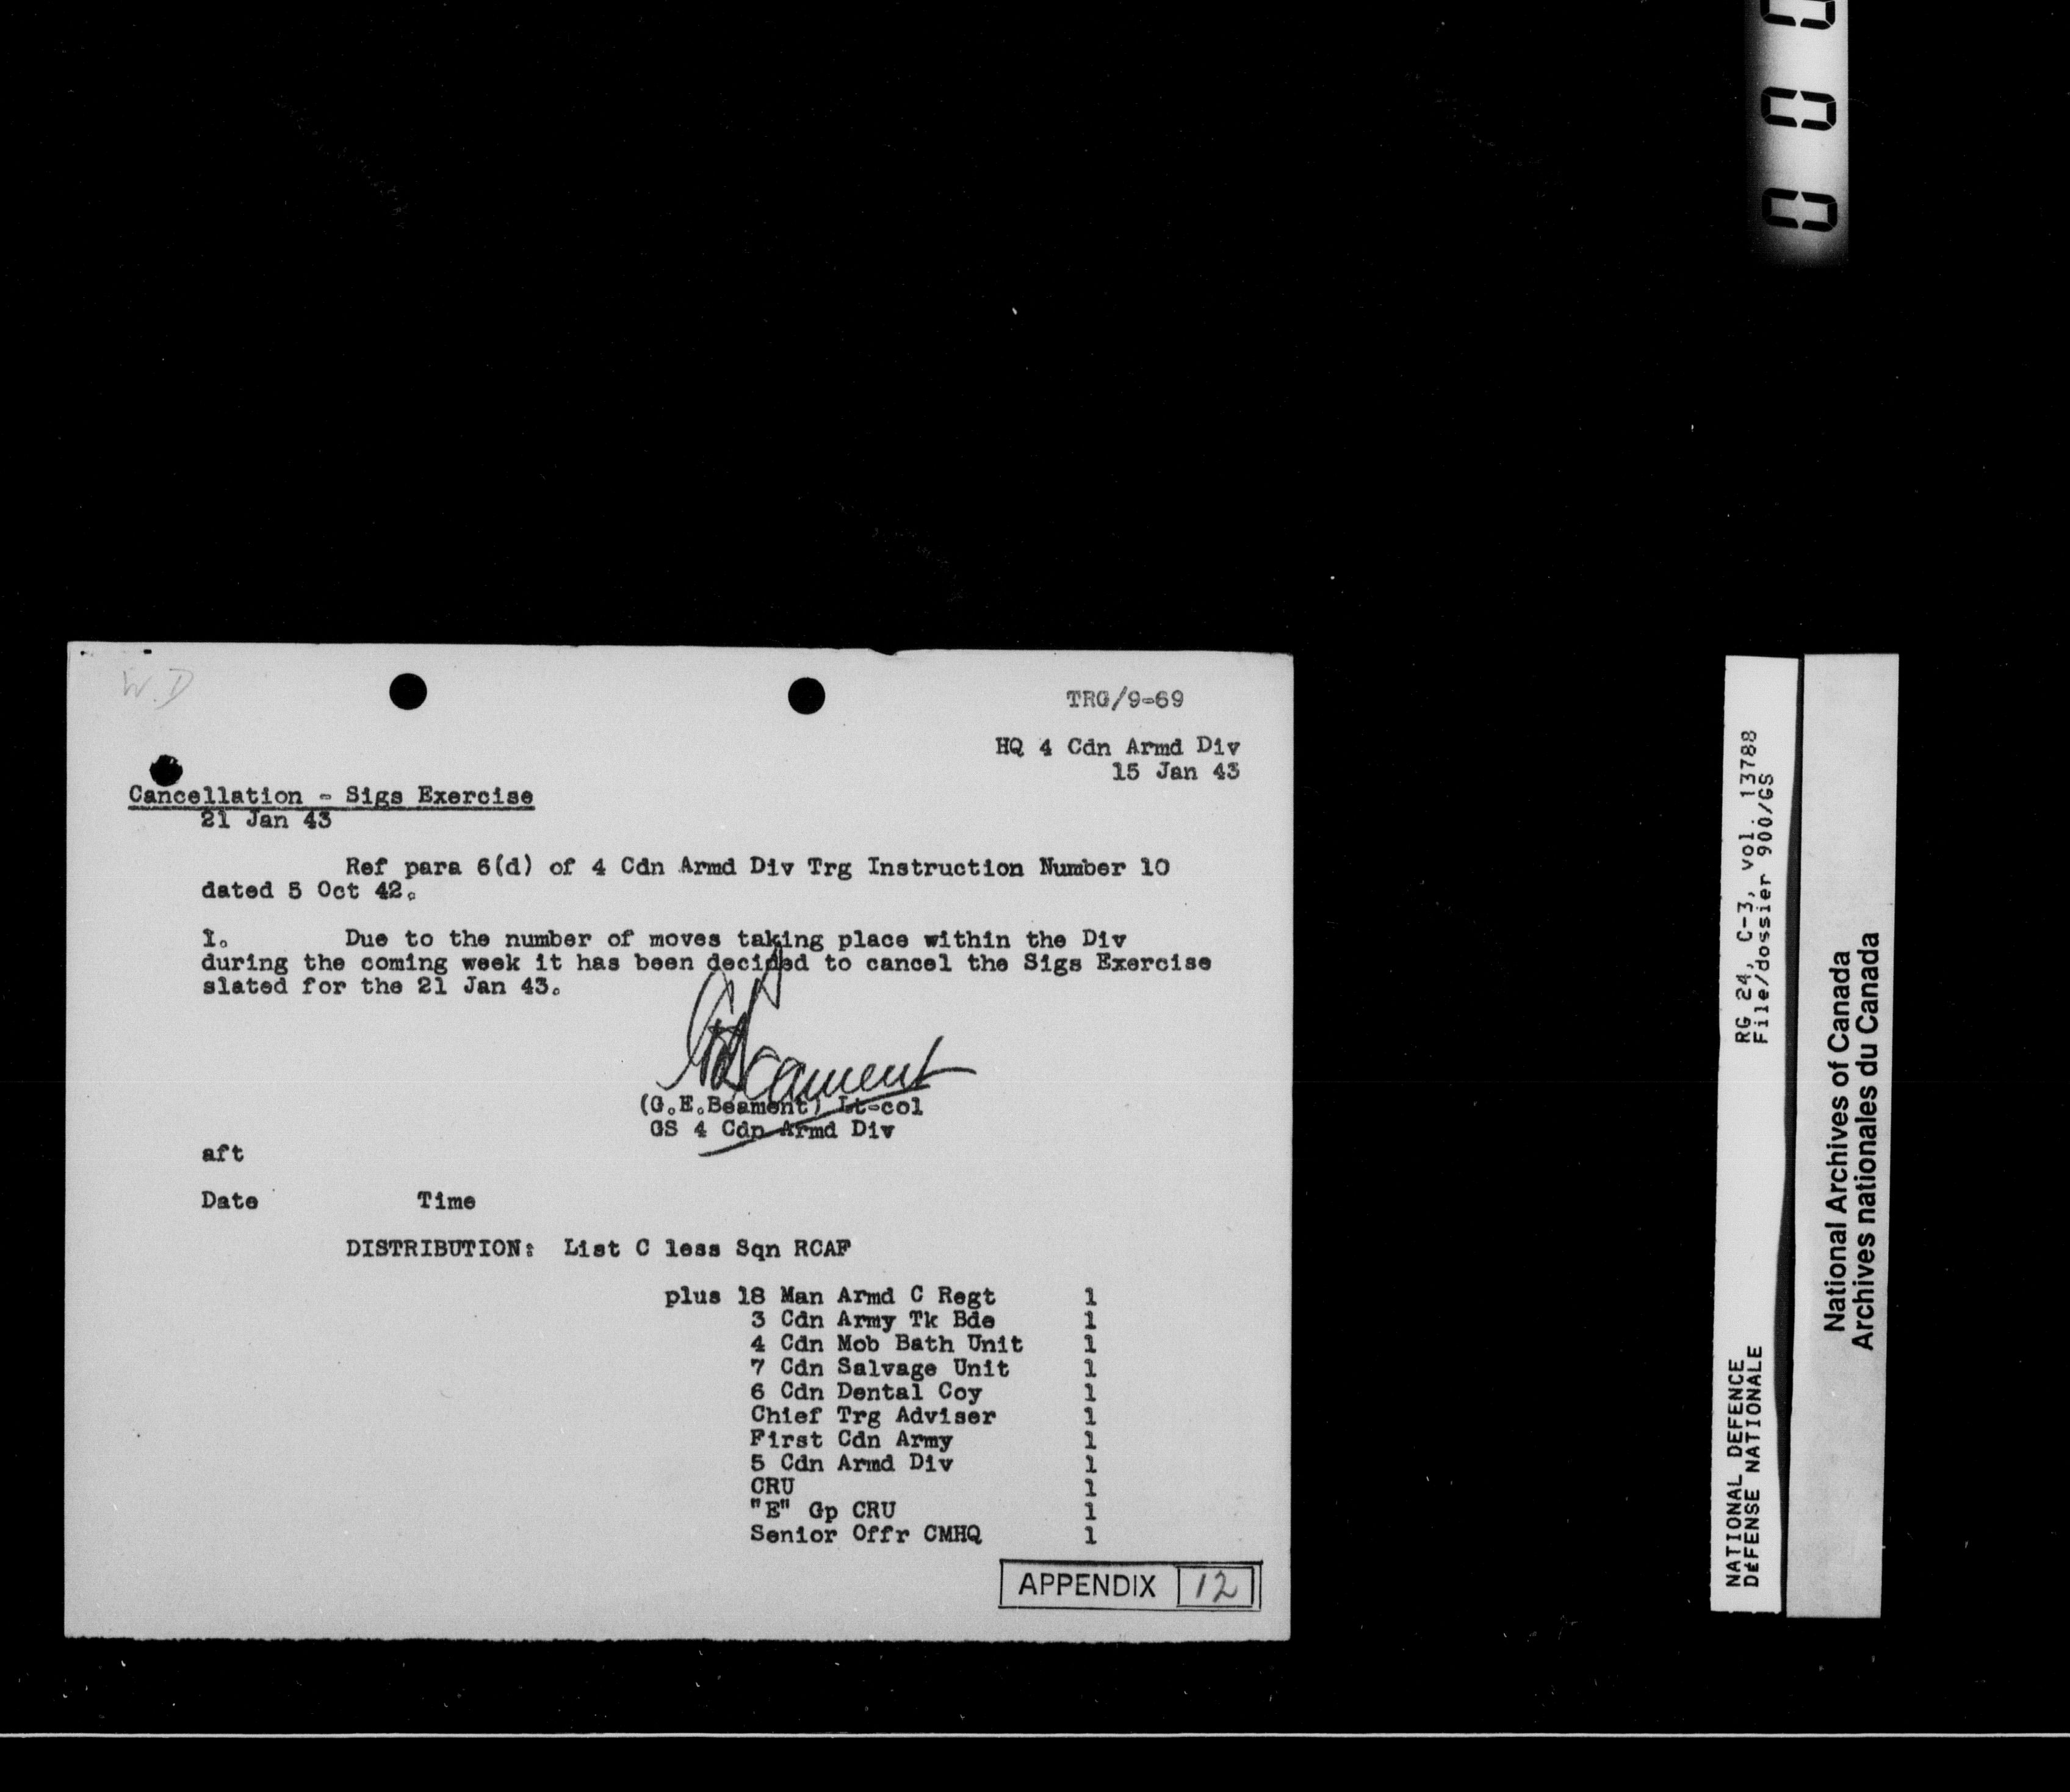 W.D
TRG/9-69
HQ 4 Cdn Armd Div
15 Jan 43
Cancellation - Sigs Exercise
21 Jan 43
Ref para 6(d) of 4 Cdn Armd Div Trg Instruction Number 10
dated 5 Oct 42.
1. Due to the number of moves taking place within the Div
during the coming week it has been decided to cancel the Sigs Exercise
slated for the 21 Jan 43.
GEBeament
(G.E.Beament) Lt-col
GS 4 Cdn Armd Div
aft
Date Time
DISTRIBUTION: List C less Sqn RCAF
plus 18 Man Armd C Regt 1
3 Cdn Army Tk Bde 1
4 Cdn Mob Bath Unit 1
7 Cdn Salvage Unit 1
6 Cdn Dental Coy 1
Chief Trg Adviser 1
First Cdn Army 1
5 Cdn Armd Div 1
CRU 1
"E" Gp CRU 1
Senior Offr CMHQ 1
APPENDIX 12
000
RG 24, C-3, vol. 13788
File/dossier 900/GS
NATIONAL DEFENCE
DéFENSE NATIONALE
National Archives of Canada
Archives nationales du Canada